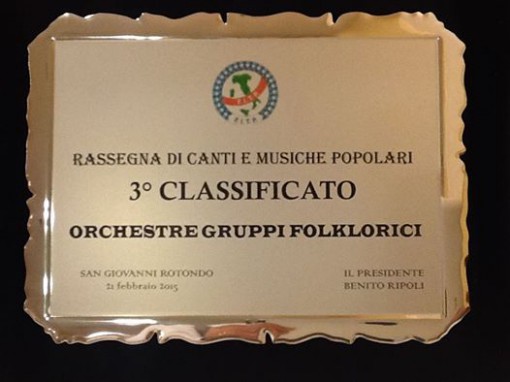 F.I.T.P.
F.I.T.P.
RASSEGNA DI CANTI E MUSICHE POPOLARI
3° CLASSIFICATO
ORCHESTRE GRUPPI FOLKLORICI
SAN GIOVANNI ROTONDO
21 febbraio 2015
IL PRESIDENTE
BENITO RIPOLI